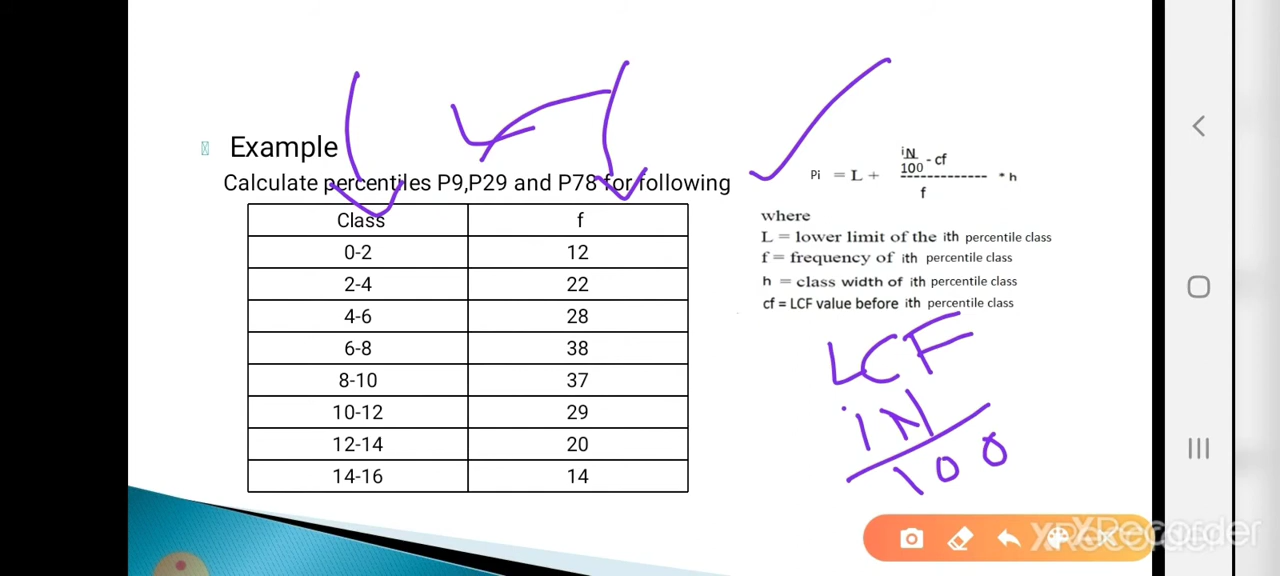 Example
Calculate percentiles P9,P29 and P78 for following
Class f
0-2 12
2-4 22
4-6 28
6-8 38
8-10 37
10-12 29
12-14 20
14-16 14
Pi = L + iN
100 - cf
------------- * h
f
where
L = lower limit of the ith percentile class
f = frequency of ith percentile class
h = class width of ith percentile class
cf = LCF value before ith percentile class
LCF
iN
100
XRecorder